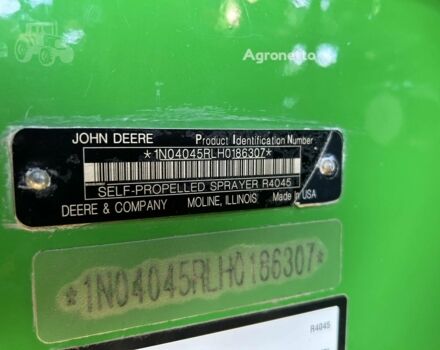 Agronetto
JOHN DEERE Product Identification Number
*1N04045RLH0186307*
SELF-PROPELLED SPRAYER R4045
DEERE & COMPANY MOLINE, ILLINOIS Made In USA
*1N04045RLH0186307*
R4045